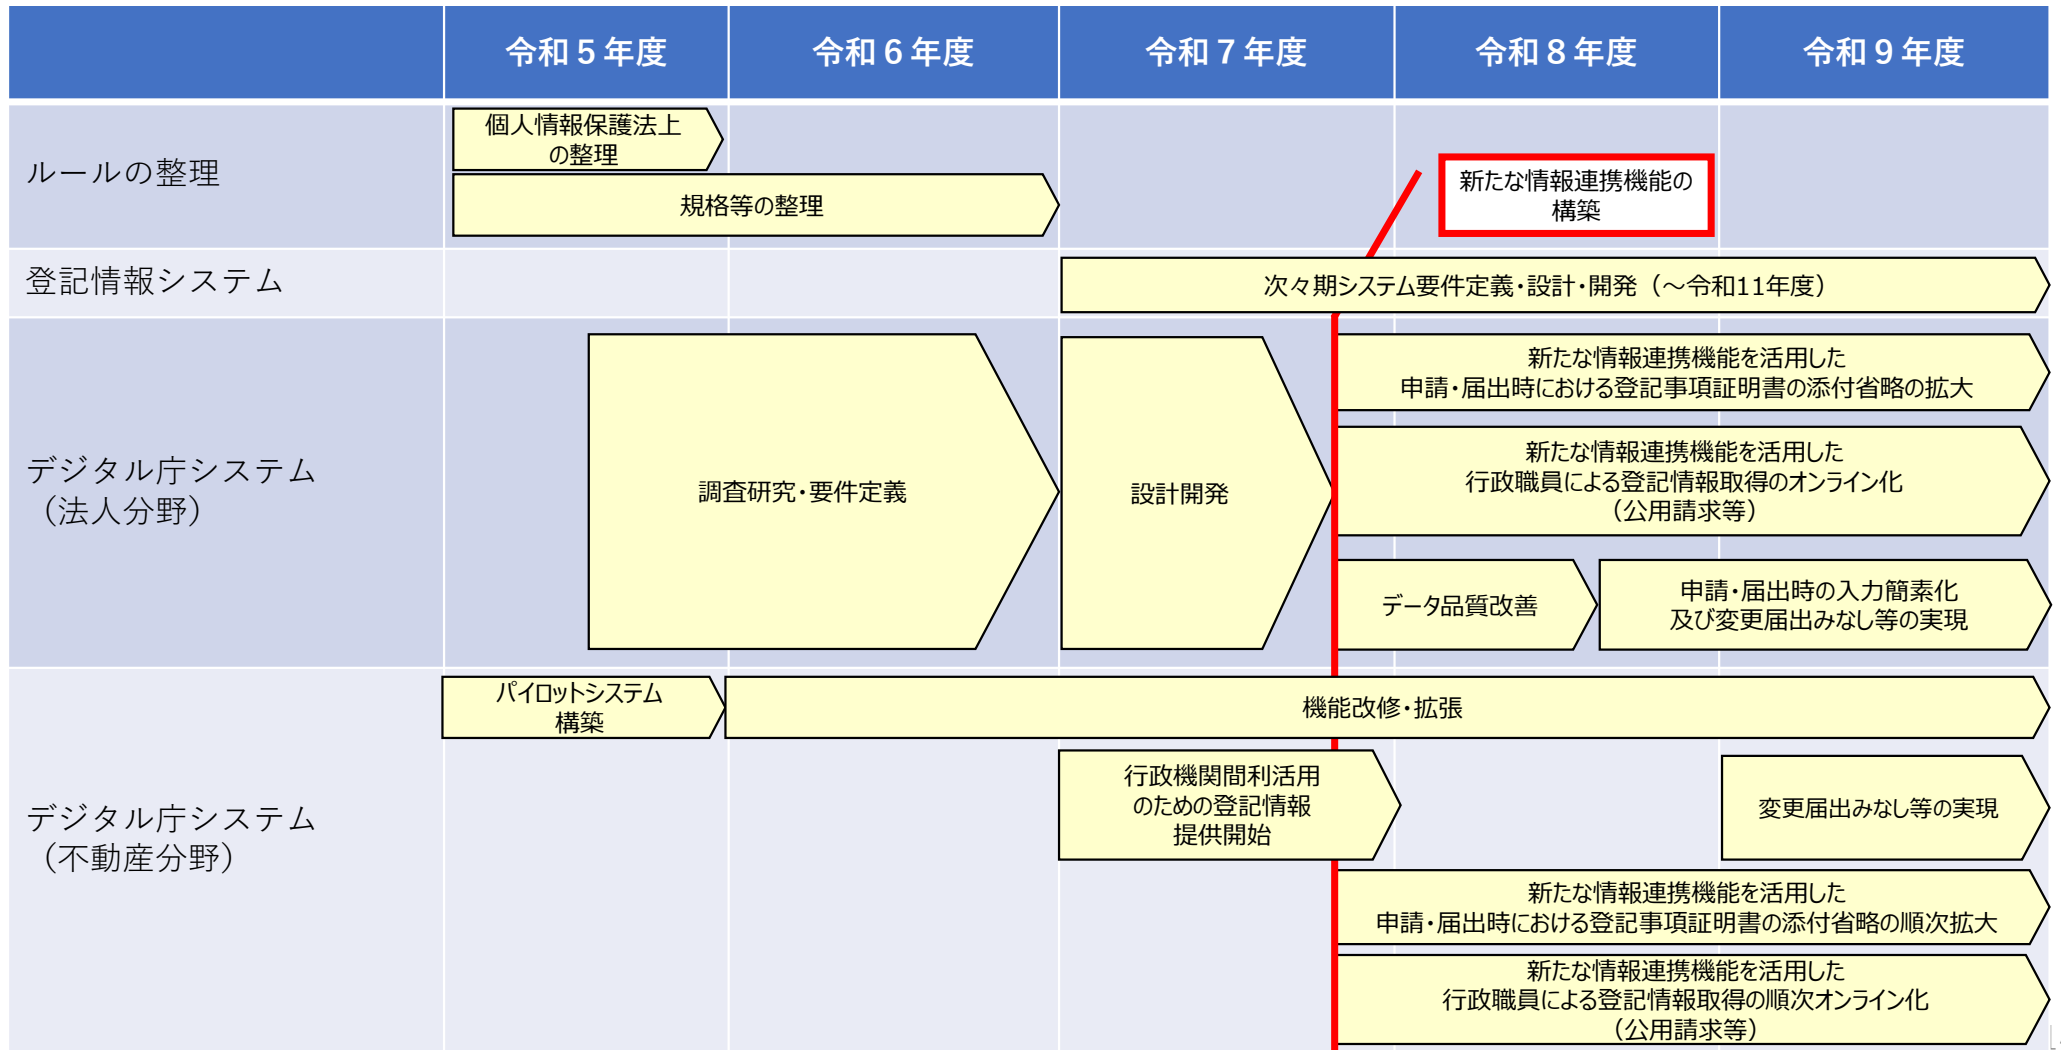 令和５年度
令和６年度
令和７年度
令和８年度
令和９年度
ルールの整理
個人情報保護法上
の整理
規格等の整理
新たな情報連携機能の
構築
登記情報システム
次々期システム要件定義・設計・開発（～令和11年度）
デジタル庁システム
（法人分野）
調査研究・要件定義
設計開発
新たな情報連携機能を活用した
申請・届出時における登記事項証明書の添付省略の拡大
新たな情報連携機能を活用した
行政職員による登記情報取得のオンライン化
（公用請求等）
データ品質改善
申請・届出時の入力簡素化
及び変更届出みなし等の実現
デジタル庁システム
（不動産分野）
パイロットシステム
構築
機能改修・拡張
行政機関間利活用
のための登記情報
提供開始
変更届出みなし等の実現
新たな情報連携機能を活用した
申請・届出時における登記事項証明書の添付省略の順次拡大
新たな情報連携機能を活用した
行政職員による登記情報取得の順次オンライン化
（公用請求等）